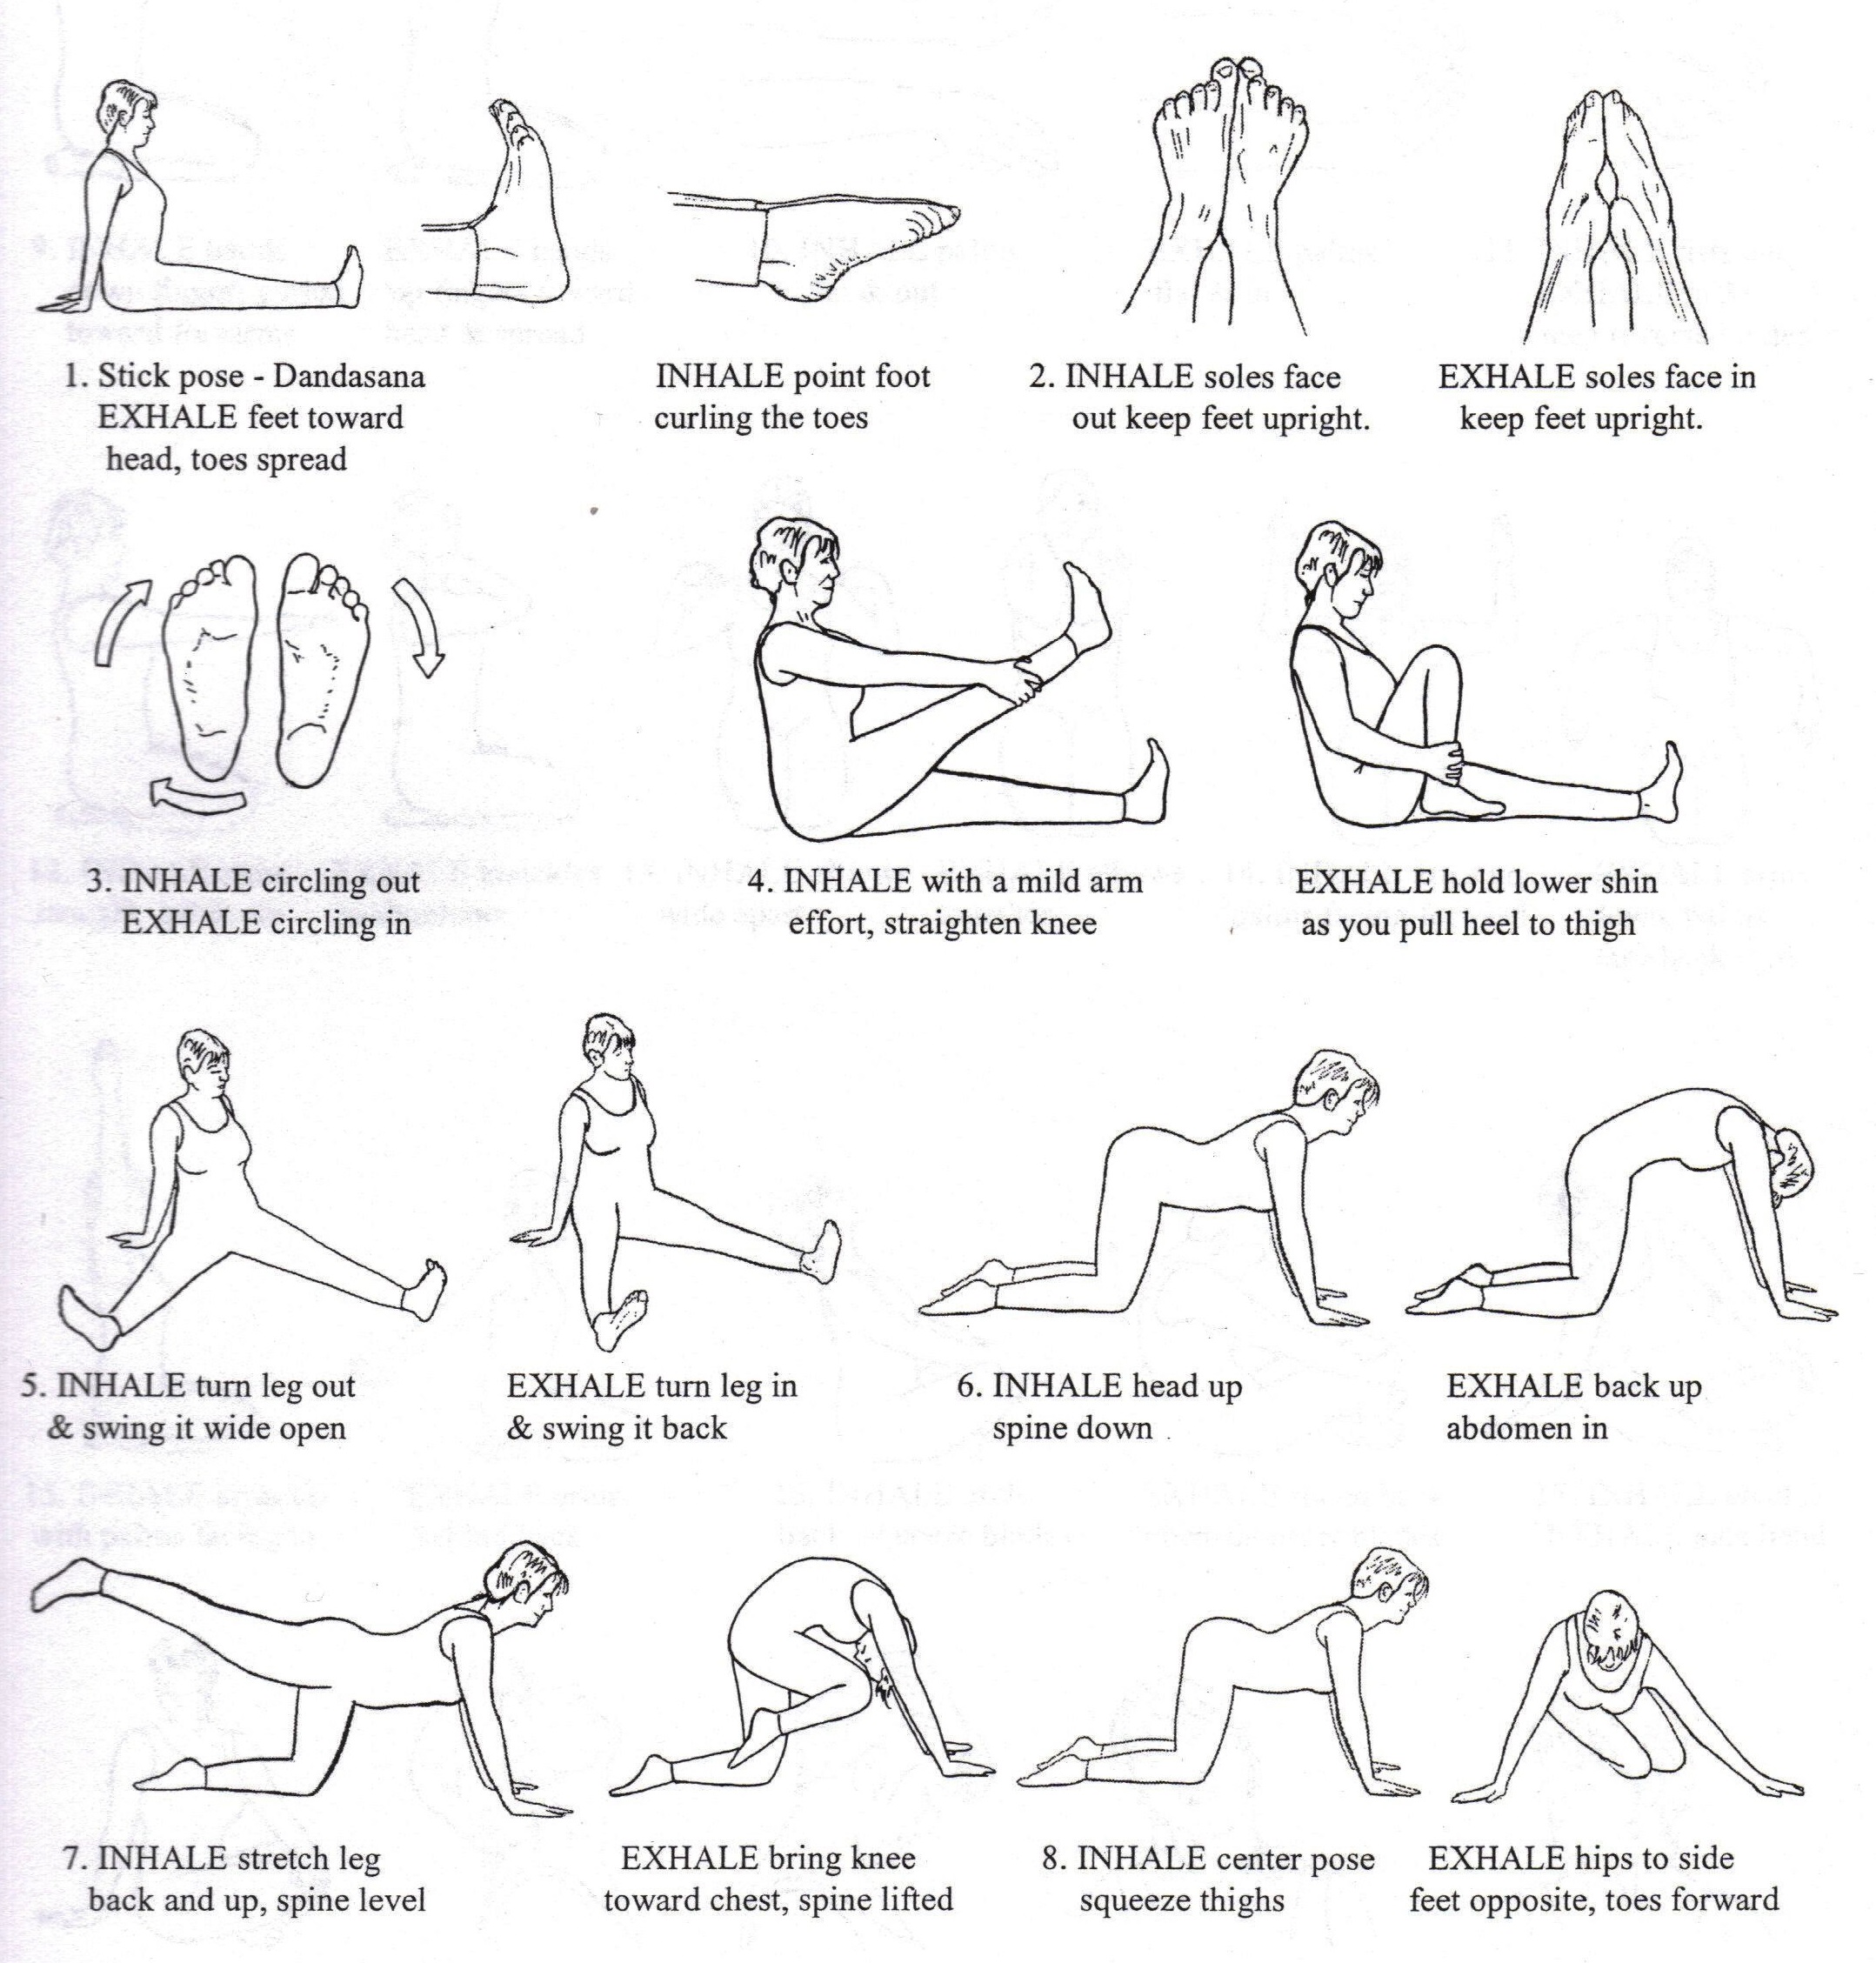 1. Stick pose - Dandasana
EXHALE feet toward
head, toes spread
INHALE point foot
curling the toes
2. INHALE soles face
out keep feet upright.
EXHALE soles face in
keep feet upright.
3. INHALE circling out
EXHALE circling in
4. INHALE with a mild arm
effort, straighten knee
EXHALE hold lower shin
as you pull heel to thigh
5. INHALE turn leg out
& swing it wide open
EXHALE turn leg in
& swing it back
6. INHALE head up
spine down
EXHALE back up
abdomen in
7. INHALE stretch leg
back and up, spine level
EXHALE bring knee
toward chest, spine lifted
8. INHALE center pose
squeeze thighs
EXHALE hips to side
feet opposite, toes forward